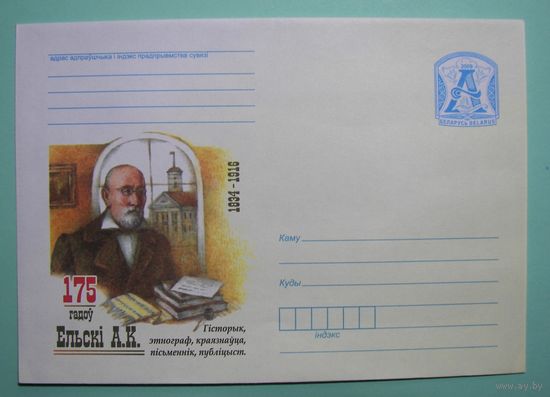 адрас адпраўшчыка і індэкс прадпрыемства сувязі
2009
А
БЕЛАРУСЬ BELARUS
1834-1916
175
гадоў
Ельскі А.К.
Гісторык,
этнограф, краязнаўца,
пісьменнік, публіцыст.
Каму
Куды
індэкс
www.ay.by